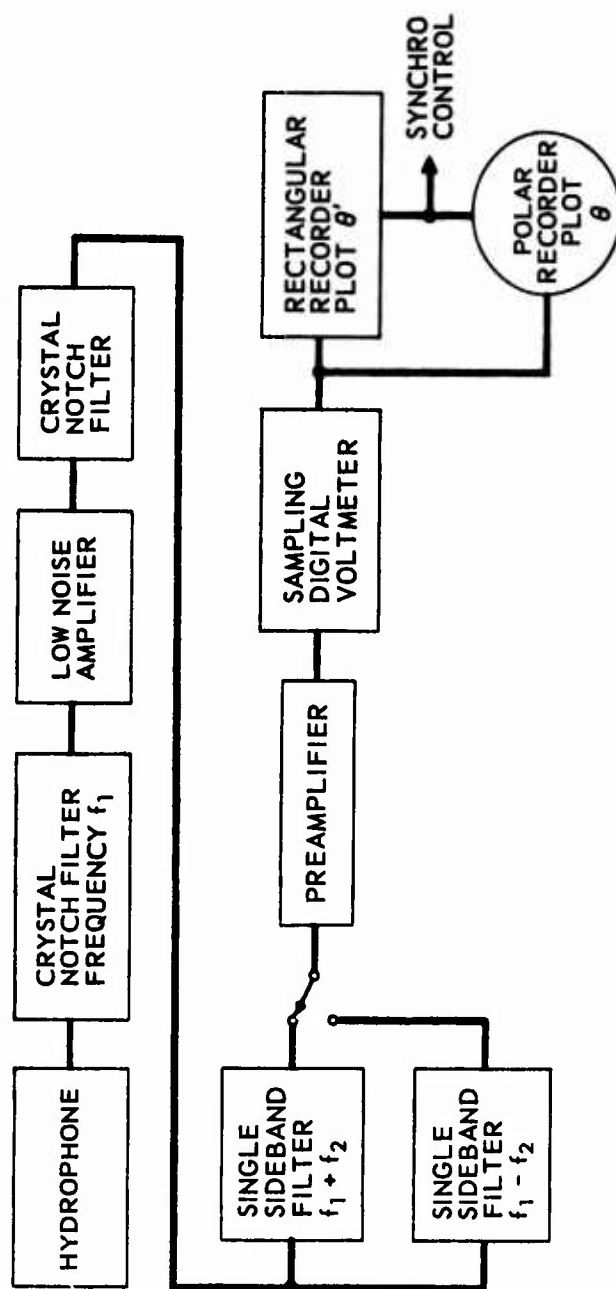 HYDROPHONE
CRYSTAL
NOTCH FILTER
FREQUENCY f₁
LOW NOISE
AMPLIFIER
CRYSTAL
NOTCH
FILTER
SINGLE
SIDEBAND
FILTER
f₁ + f₂
SINGLE
SIDEBAND
FILTER
f₁ − f₂
PREAMPLIFIER
SAMPLING
DIGITAL
VOLTMETER
RECTANGULAR
RECORDER
PLOT θ'
SYNCHRO
CONTROL
POLAR
RECORDER
PLOT
θ